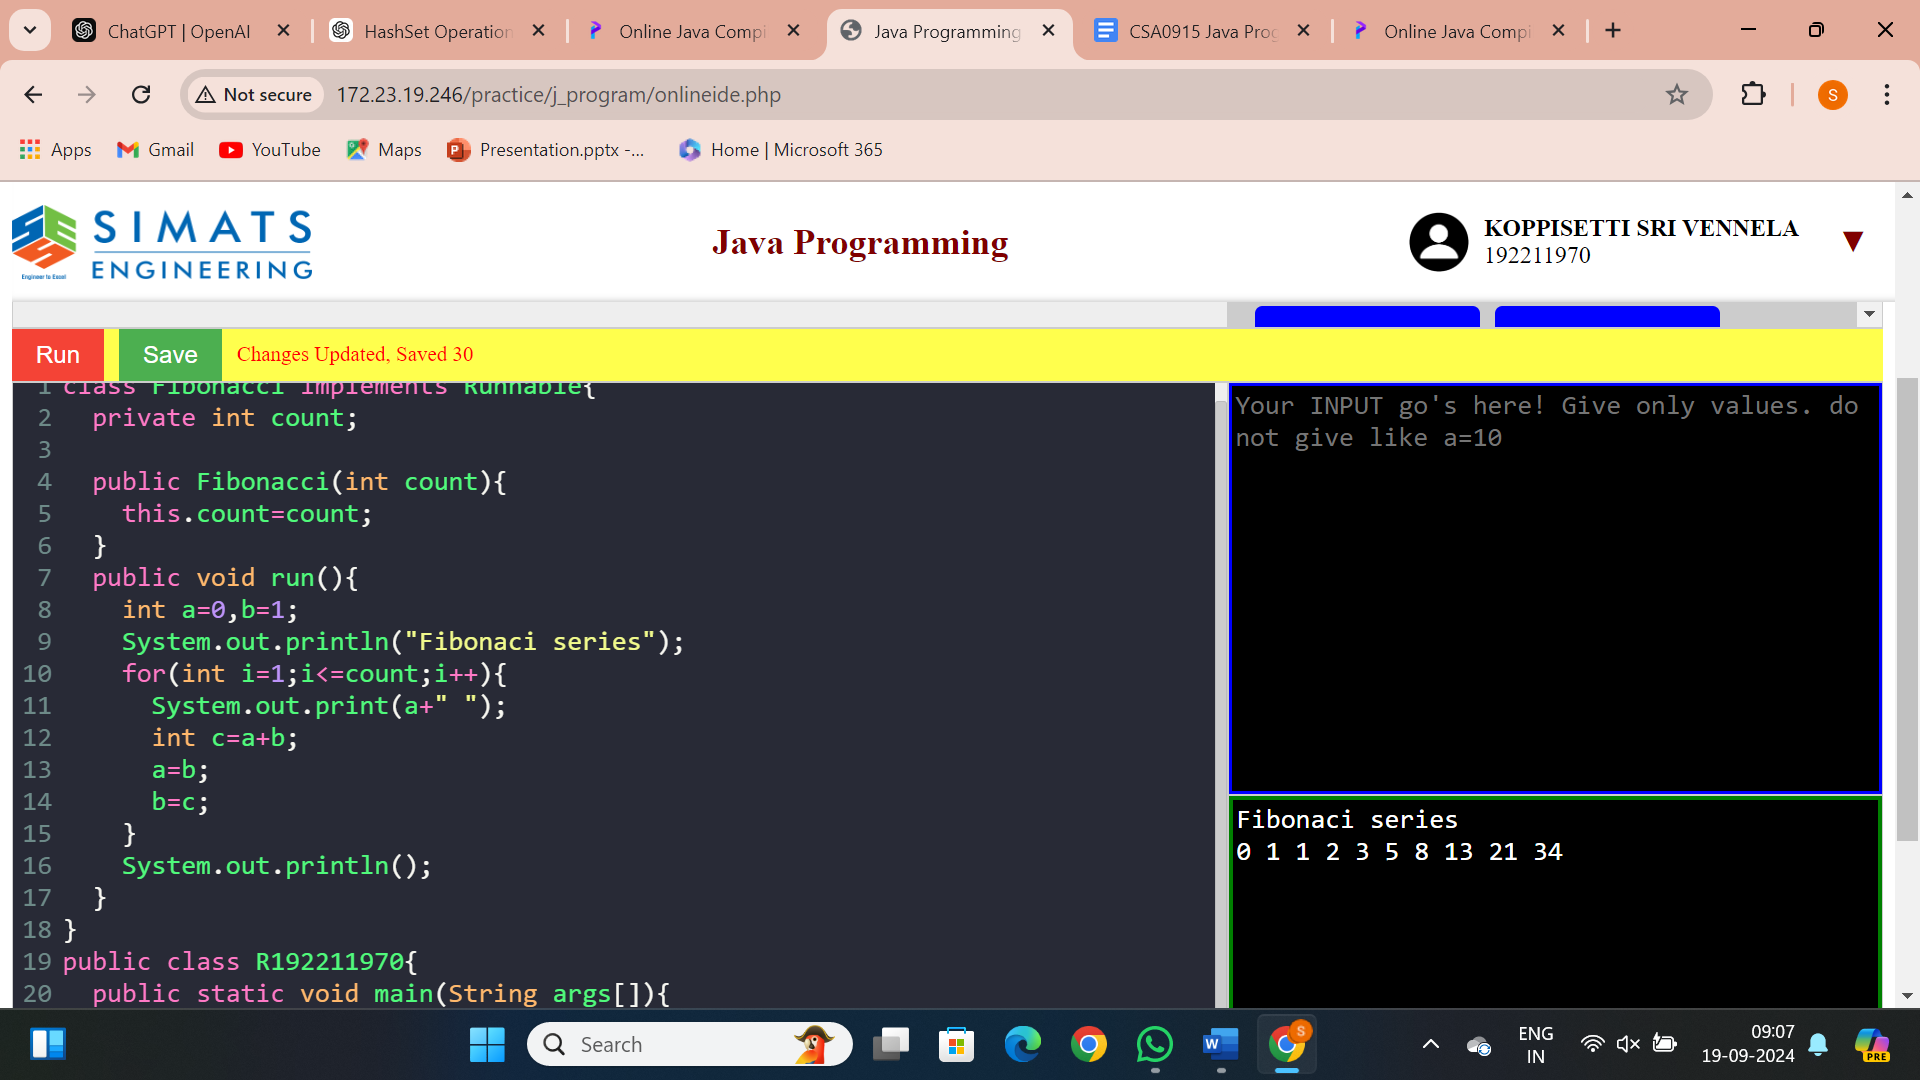 ChatGPT | OpenAI
HashSet Operation
Online Java Compi
Java Programming
CSA0915 Java Prog
Online Java Compi
Not secure
172.23.19.246/practice/j_program/onlineide.php
S
Apps
Gmail
YouTube
Maps
Presentation.pptx -...
Home | Microsoft 365
SIMATS
ENGINEERING
Engineer to Excel
Java Programming
KOPPISETTI SRI VENNELA
192211970
Run
Save
Changes Updated, Saved 30
1 class Fibonacci implements Runnable{
2 private int count;
3
4 public Fibonacci(int count){
5 this.count=count;
6 }
7 public void run(){
8 int a=0,b=1;
9 System.out.println("Fibonaci series");
10 for(int i=1;i<=count;i++){
11 System.out.print(a+" ");
12 int c=a+b;
13 a=b;
14 b=c;
15 }
16 System.out.println();
17 }
18 }
19 public class R192211970{
20 public static void main(String args[]){
Your INPUT go's here! Give only values. do
not give like a=10
Fibonaci series
0 1 1 2 3 5 8 13 21 34
Search
W
S
ENG
IN
09:07
19-09-2024
PRE